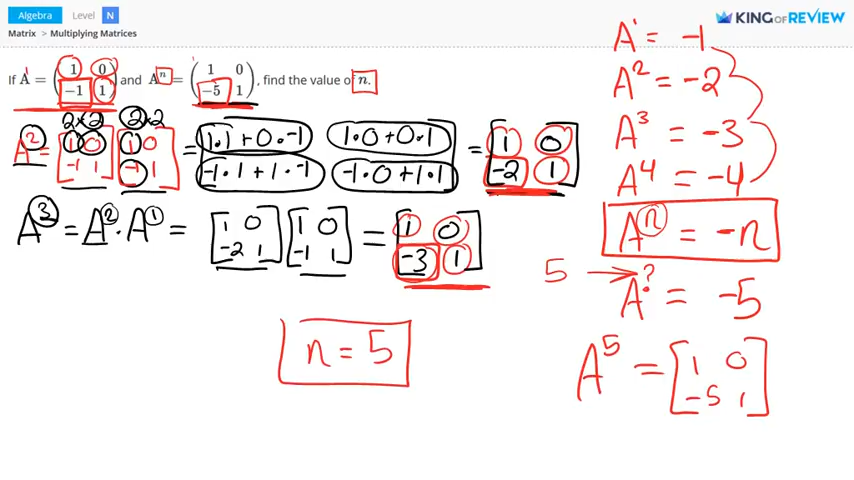 Algebra Level N
KING OF REVIEW
Matrix > Multiplying Matrices
If A = ( 1 0 −1 1 ) and Aⁿ = ( 1 0 −5 1 ), find the value of n.
A² = [ 1 0 -1 1 ] [ 1 0 -1 1 ] = [ 1·1+0·-1 1·0+0·1 -1·1+1·-1 -1·0+1·1 ] = [ 1 0 -2 1 ]
2×2 2×2
A³ = A²·A¹ = [ 1 0 -2 1 ] [ 1 0 -1 1 ] = [ 1 0 -3 1 ]
n = 5
A¹ = -1
A² = -2
A³ = -3
A⁴ = -4
Aⁿ = -n
5 → A? = -5
A⁵ = [ 1 0 -5 1 ]